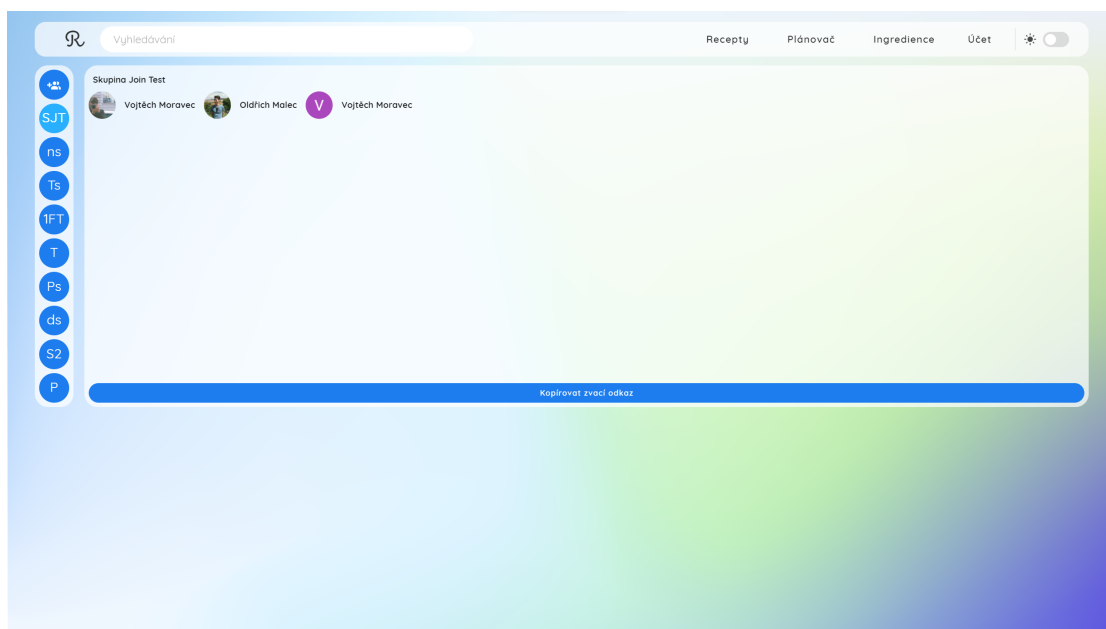 R
Vyhledávání
Recepty
Plánovač
Ingredience
Účet
SJT
ns
Ts
1FT
T
Ps
ds
S2
P
Skupina Join Test
Vojtěch Moravec
Oldřich Malec
V
Vojtěch Moravec
Kopírovat zvací odkaz